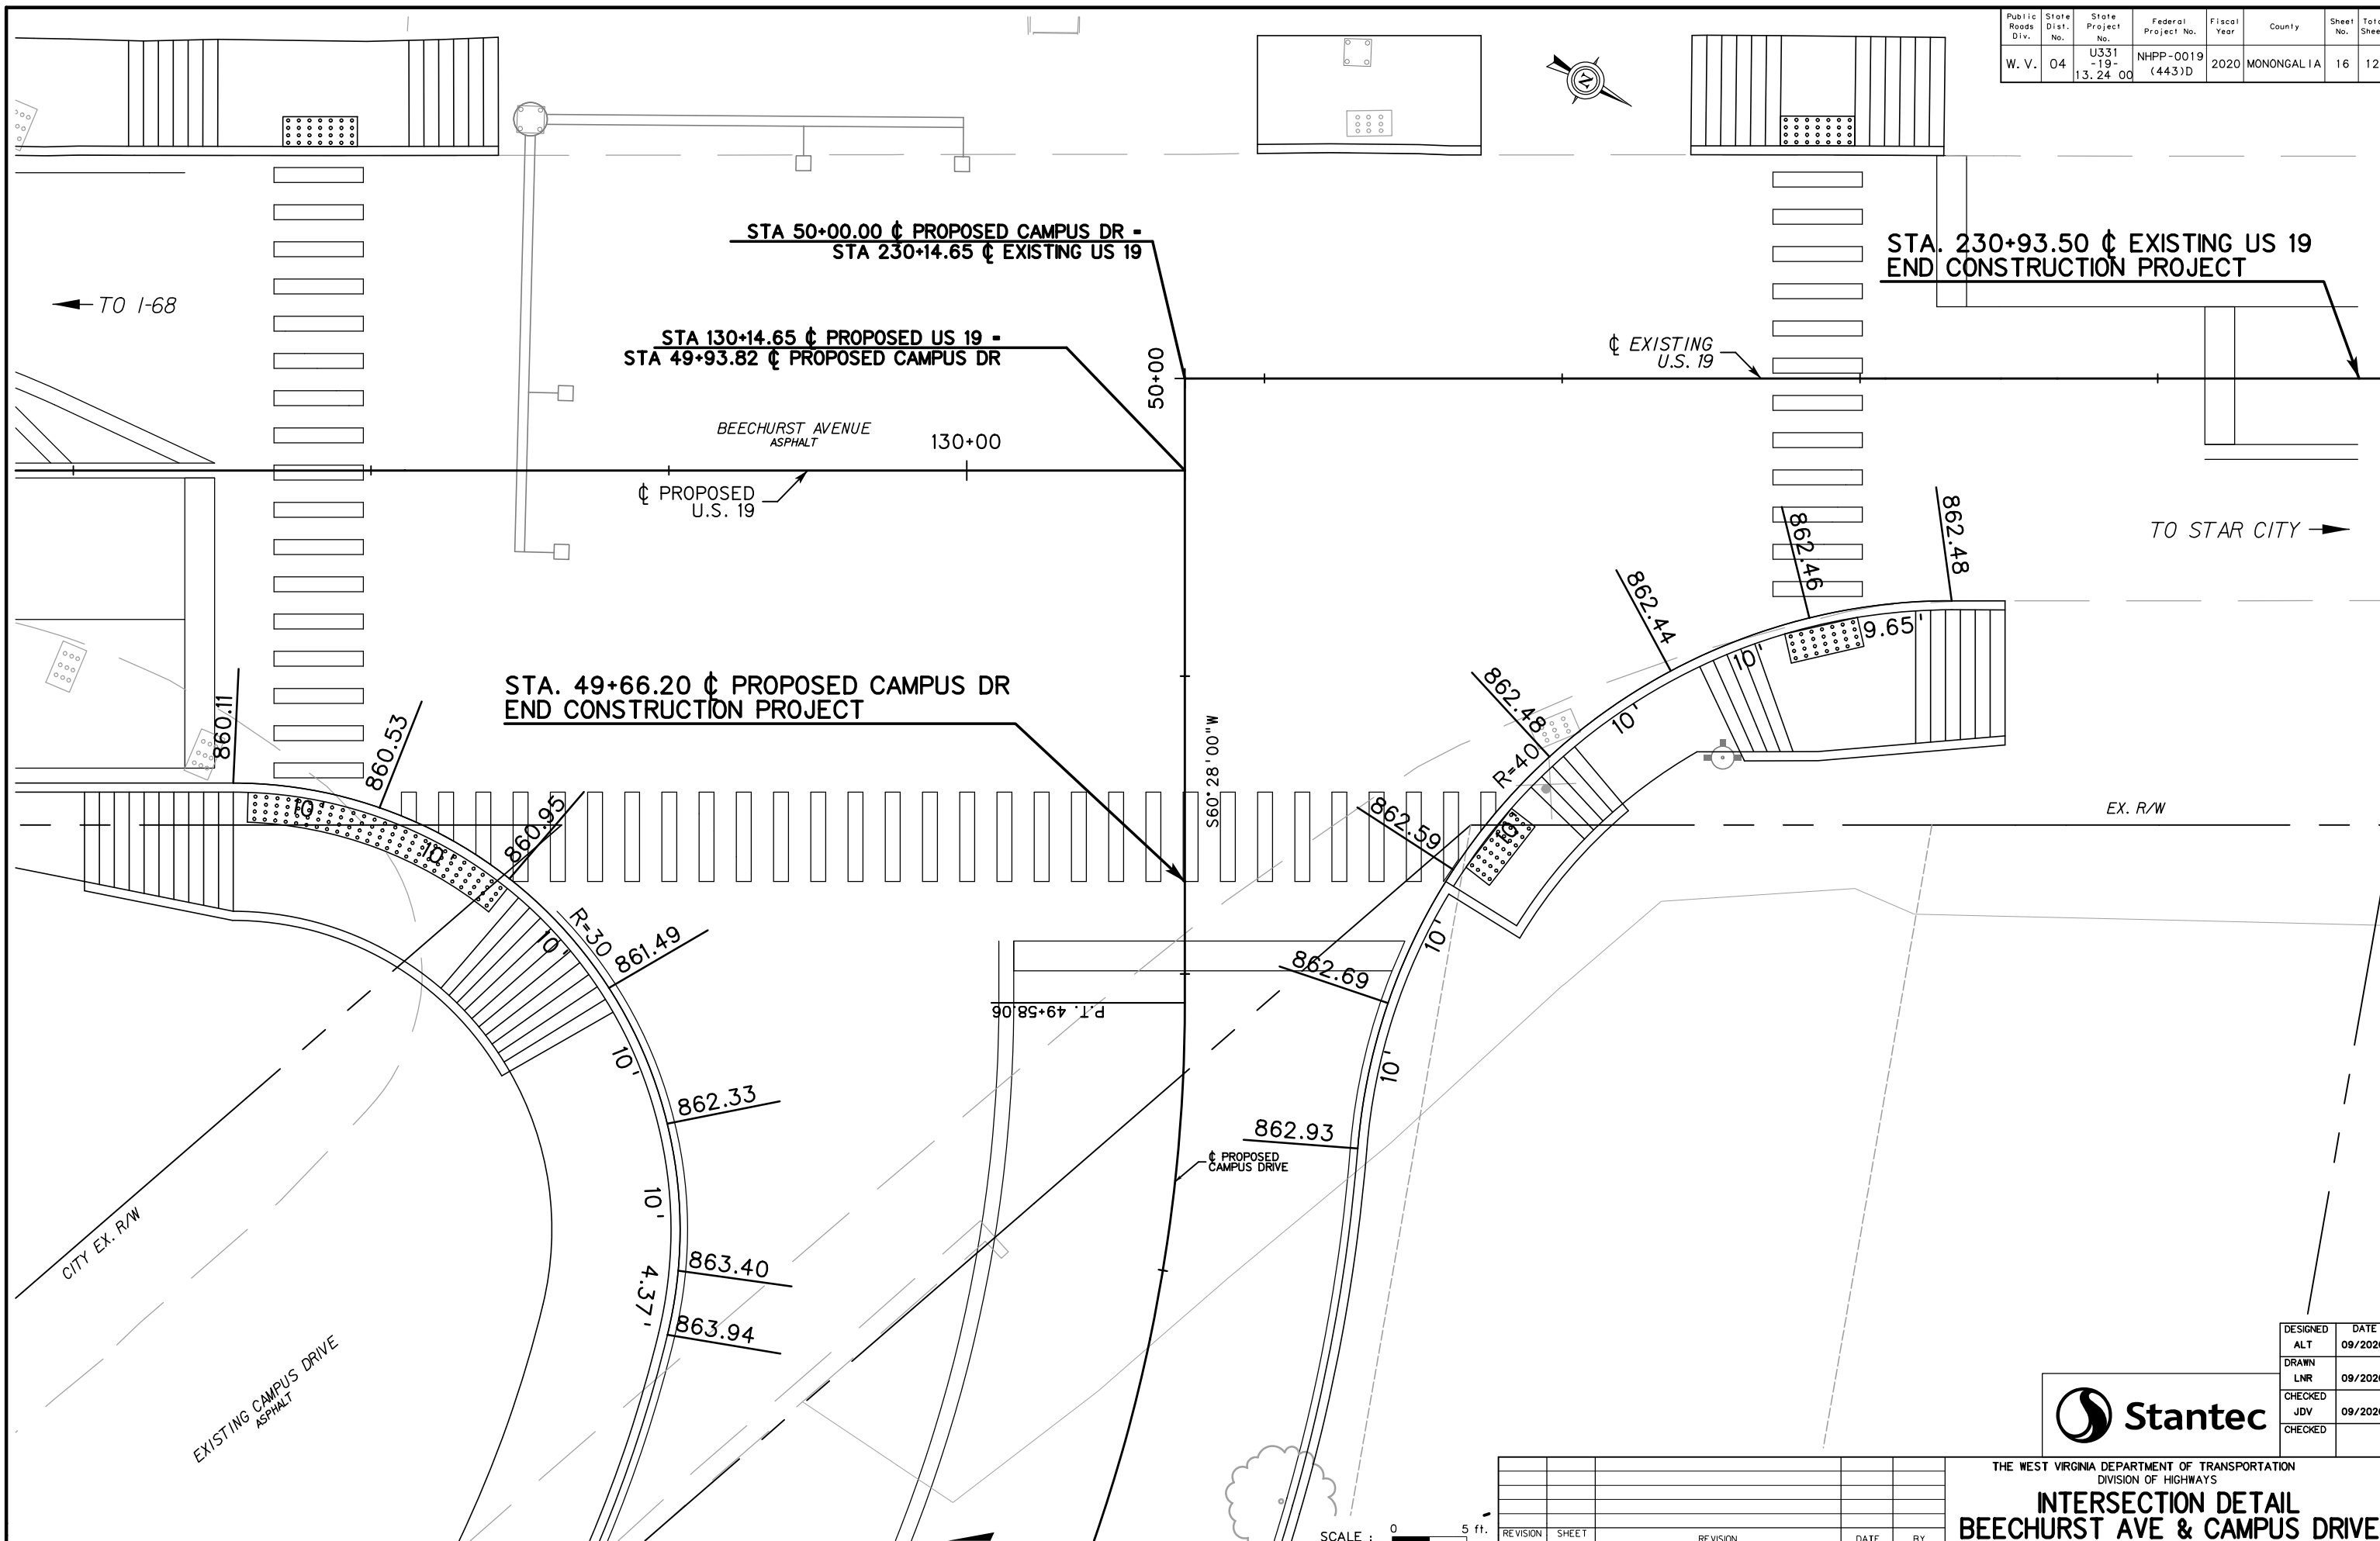 Public Roads Div.
State Dist. No.
State Project No.
Federal Project No.
Fiscal Year
County
Sheet No.
W. V.
04
U331
-19-
13.24 00
NHPP-0019
(443)D
2020
MONONGALIA
16
N
STA 50+00.00 ℄ PROPOSED CAMPUS DR =
STA 230+14.65 ℄ EXISTING US 19
STA. 230+93.50 ℄ EXISTING US 19
END CONSTRUCTION PROJECT
TO I-68
STA 130+14.65 ℄ PROPOSED US 19 =
STA 49+93.82 ℄ PROPOSED CAMPUS DR
℄ EXISTING
U.S. 19
50+00
BEECHURST AVENUE
ASPHALT
130+00
℄ PROPOSED
U.S. 19
TO STAR CITY
862.48
862.46
862.44
862.48
862.59
862.69
862.93
9.65'
10'
10'
10'
10'
10'
R=40
STA. 49+66.20 ℄ PROPOSED CAMPUS DR
END CONSTRUCTION PROJECT
S60°28'00"W
EX. R/W
860.11
860.53
860.95
861.49
862.33
863.40
863.94
10'
10'
10'
10'
10'
4.37'
R=30
P.T. 49+58.06
℄ PROPOSED
CAMPUS DRIVE
CITY EX. R/W
EXISTING CAMPUS DRIVE
ASPHALT
DESIGNED
DATE
ALT
DRAWN
LNR
CHECKED
JDV
CHECKED
Stantec
THE WEST VIRGINIA DEPARTMENT OF TRANSPORTATION
DIVISION OF HIGHWAYS
INTERSECTION DETAIL
BEECHURST AVE & CAMPUS DRIVE
SCALE :
0
5 ft.
REVISION
SHEET
REVISION
DATE
BY